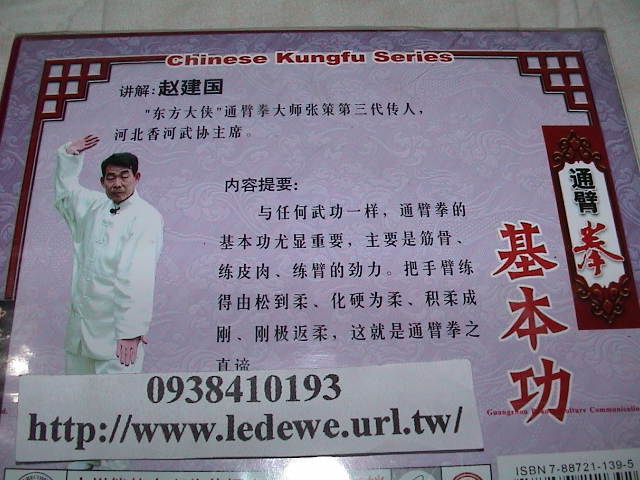 Chinese Kungfu Series
讲解:赵建国
"东方大侠"通臂拳大师张策第三代传人,
河北香河武协主席。
内容提要:
与任何武功一样,通臂拳的
基本功尤显重要,主要是筋骨、
练皮肉、练臂的劲力。把手臂练
得由松到柔、化硬为柔、积柔成
刚、刚极返柔,这就是通臂拳之
真谛
通臂拳
基本功
0938410193
http://www.ledewe.url.tw/
ISBN 7-88721-139-5